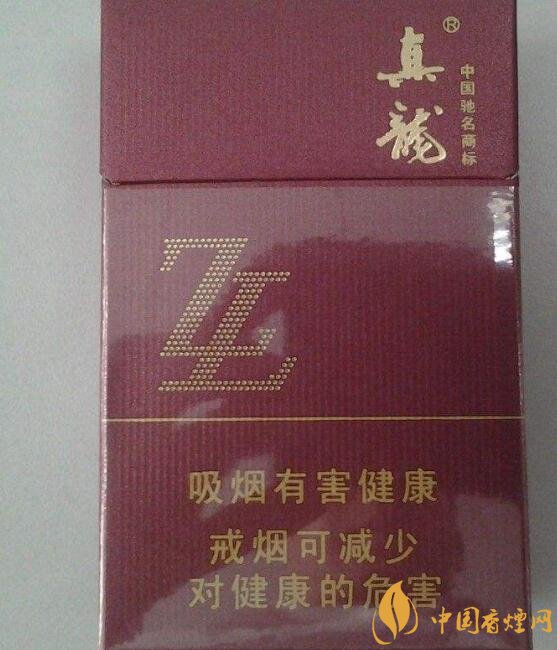 真龍®
中国驰名商标
ZL
吸烟有害健康
戒烟可减少
对健康的危害
中国香煙网